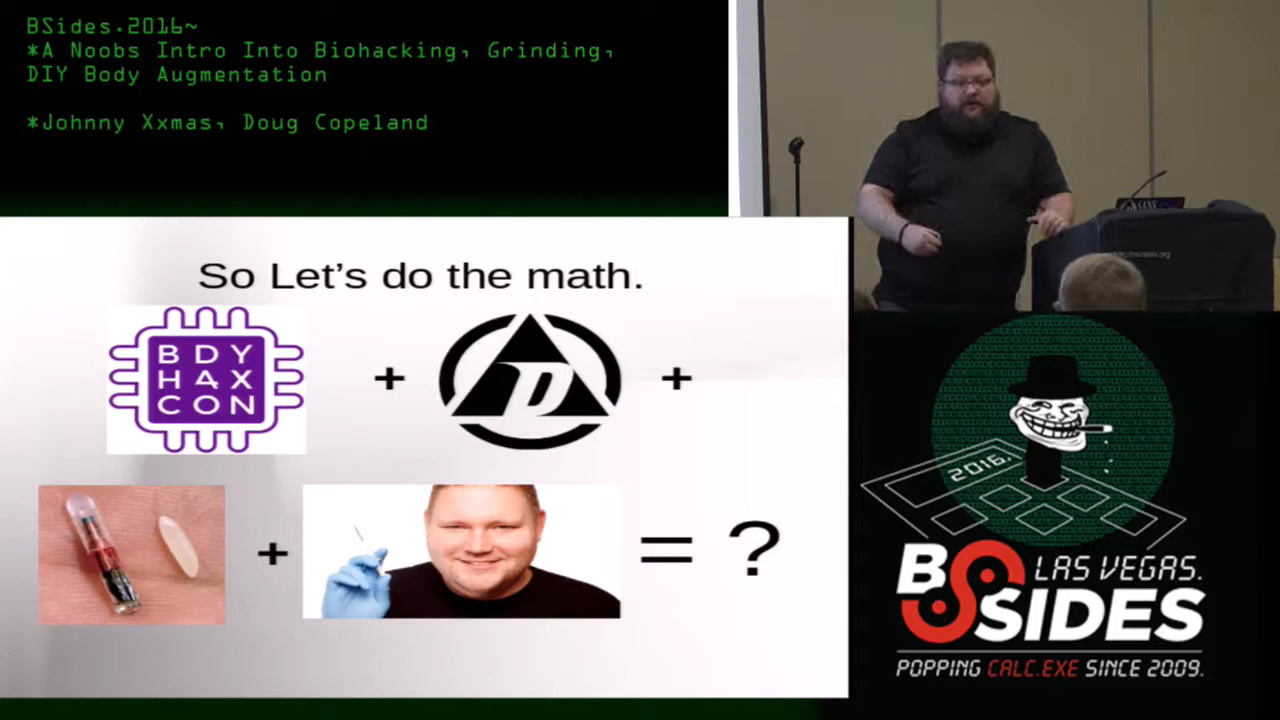 BSides.2016~
*A Noobs Intro Into Biohacking, Grinding,
DIY Body Augmentation
*Johnny Xxmas, Doug Copeland
So Let's do the math.
BDY
HAX
CON
+
D
+
+
= ?
2016.
BSIDES
LAS VEGAS.
POPPING CALC.EXE SINCE 2009.